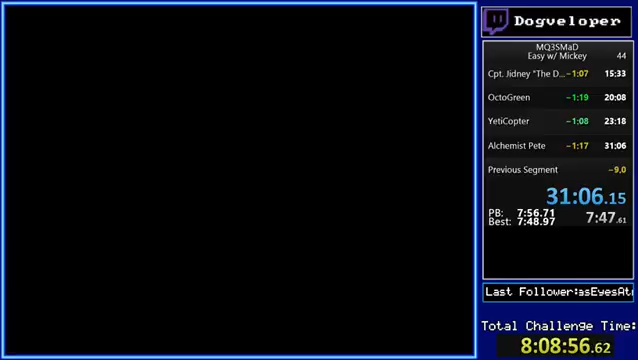 Dogveloper
MQ3SMaD
Easy w/ Mickey 44
Cpt. Jidney "The D... −1:07 15:33
OctoGreen −1:19 20:08
YetiCopter −1:08 23:18
Alchemist Pete −1:17 31:06
Previous Segment −9,0
31:06.15
PB: 7:56.71
Best: 7:48.97
7:47.61
Last Follower:asEyesAt
Total Challenge Time:
8:08:56.62